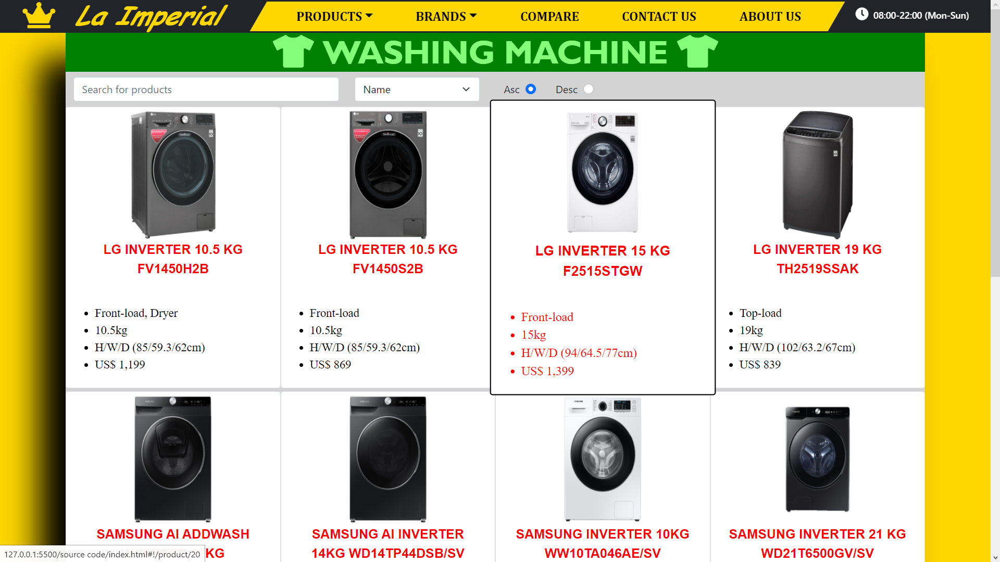 La Imperial
PRODUCTS
BRANDS
COMPARE
CONTACT US
ABOUT US
08:00-22:00 (Mon-Sun)
WASHING MACHINE
Search for products
Name
Asc
Desc
LG INVERTER 10.5 KG
FV1450H2B
Front-load, Dryer
10.5kg
H/W/D (85/59.3/62cm)
US$ 1,199
LG INVERTER 10.5 KG
FV1450S2B
Front-load
10.5kg
H/W/D (85/59.3/62cm)
US$ 869
LG INVERTER 15 KG
F2515STGW
Front-load
15kg
H/W/D (94/64.5/77cm)
US$ 1,399
LG INVERTER 19 KG
TH2519SSAK
Top-load
19kg
H/W/D (102/63.2/67cm)
US$ 839
SAMSUNG AI ADDWASH
KG
SAMSUNG AI INVERTER
14KG WD14TP44DSB/SV
SAMSUNG INVERTER 10KG
WW10TA046AE/SV
SAMSUNG INVERTER 21 KG
WD21T6500GV/SV
127.0.0.1:5500/source code/index.html#!/product/20